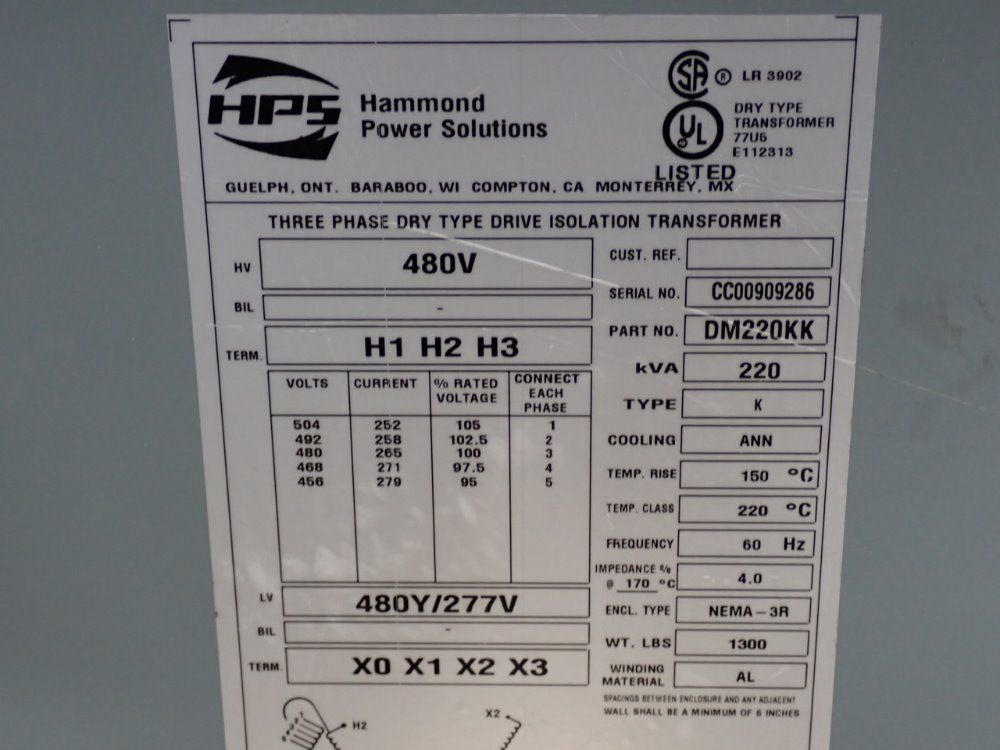 HPS
Hammond
Power Solutions
SA ® LR 3902
UL
DRY TYPE
TRANSFORMER
77U6
E112313
LISTED
GUELPH, ONT. BARABOO, WI COMPTON, CA MONTERREY, MX
THREE PHASE DRY TYPE DRIVE ISOLATION TRANSFORMER
HV 480V
BIL -
TERM. H1 H2 H3
VOLTS CURRENT % RATED VOLTAGE CONNECT EACH PHASE
504 252 105 1
492 258 102.5 2
480 265 100 3
468 271 97.5 4
456 279 95 5
LV 480Y/277V
BIL -
TERM. X0 X1 X2 X3
H2 X2
CUST. REF.
SERIAL NO. CC00909286
PART NO. DM220KK
kVA 220
TYPE K
COOLING ANN
TEMP. RISE 150 °C
TEMP. CLASS 220 °C
FREQUENCY 60 Hz
IMPEDANCE %
@ 170 °C 4.0
ENCL. TYPE NEMA-3R
WT. LBS 1300
WINDING
MATERIAL AL
SPACINGS BETWEEN ENCLOSURE AND ANY ADJACENT
WALL SHALL BE A MINIMUM OF 6 INCHES